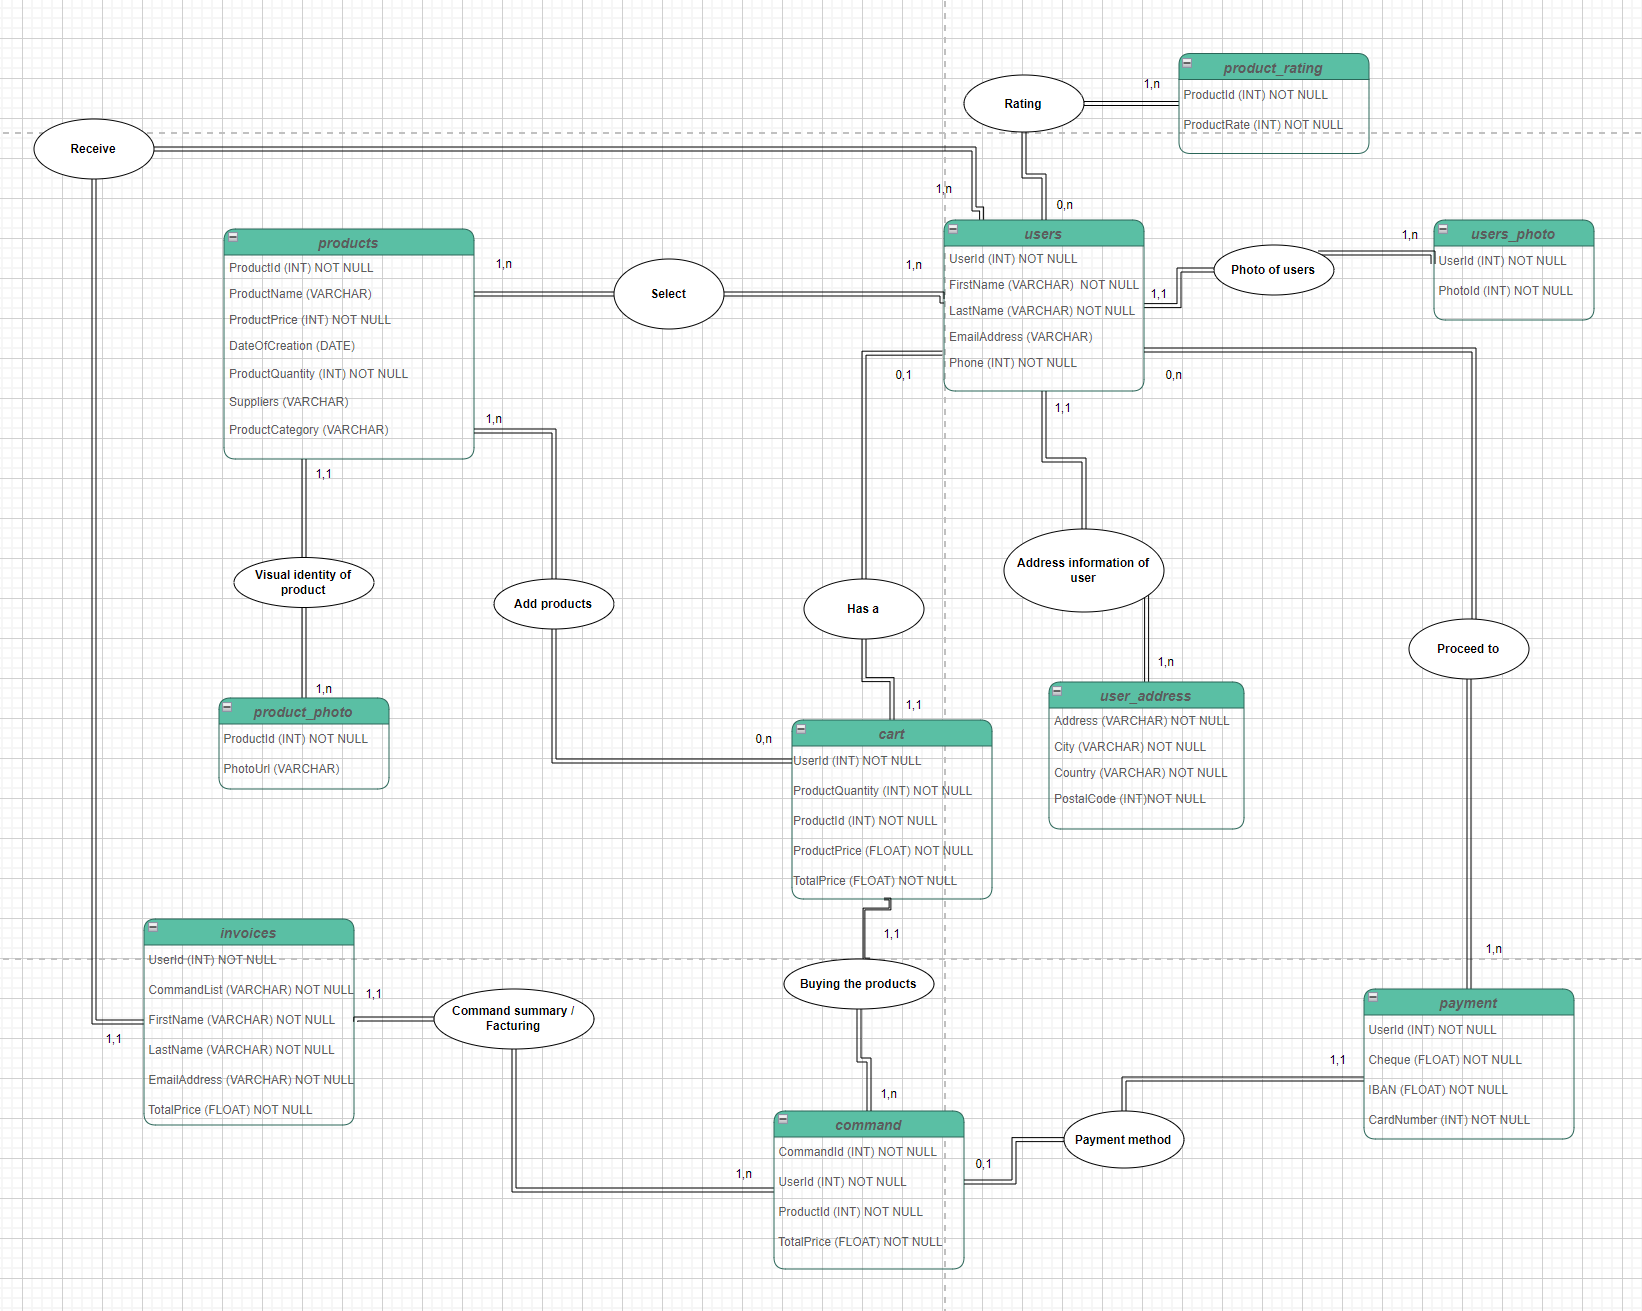 product_rating
ProductId (INT) NOT NULL
ProductRate (INT) NOT NULL
Rating
1,n
0,n
Receive
1,n
products
ProductId (INT) NOT NULL
ProductName (VARCHAR)
ProductPrice (INT) NOT NULL
DateOfCreation (DATE)
ProductQuantity (INT) NOT NULL
Suppliers (VARCHAR)
ProductCategory (VARCHAR)
1,n
Select
1,n
users
UserId (INT) NOT NULL
FirstName (VARCHAR) NOT NULL
LastName (VARCHAR) NOT NULL
EmailAddress (VARCHAR)
Phone (INT) NOT NULL
1,1
Photo of users
1,n
users_photo
UserId (INT) NOT NULL
PhotoId (INT) NOT NULL
0,1
0,n
1,1
1,n
1,1
Visual identity of
product
Add products
Has a
Address information of
user
Proceed to
1,n
1,n
product_photo
ProductId (INT) NOT NULL
PhotoUrl (VARCHAR)
0,n
1,1
cart
UserId (INT) NOT NULL
ProductQuantity (INT) NOT NULL
ProductId (INT) NOT NULL
ProductPrice (FLOAT) NOT NULL
TotalPrice (FLOAT) NOT NULL
user_address
Address (VARCHAR) NOT NULL
City (VARCHAR) NOT NULL
Country (VARCHAR) NOT NULL
PostalCode (INT)NOT NULL
1,1
1,n
invoices
UserId (INT) NOT NULL
CommandList (VARCHAR) NOT NULL
FirstName (VARCHAR) NOT NULL
LastName (VARCHAR) NOT NULL
EmailAddress (VARCHAR) NOT NULL
TotalPrice (FLOAT) NOT NULL
1,1
1,1
Command summary /
Facturing
Buying the products
payment
UserId (INT) NOT NULL
Cheque (FLOAT) NOT NULL
IBAN (FLOAT) NOT NULL
CardNumber (INT) NOT NULL
1,1
1,n
1,n
command
CommandId (INT) NOT NULL
UserId (INT) NOT NULL
ProductId (INT) NOT NULL
TotalPrice (FLOAT) NOT NULL
0,1
Payment method